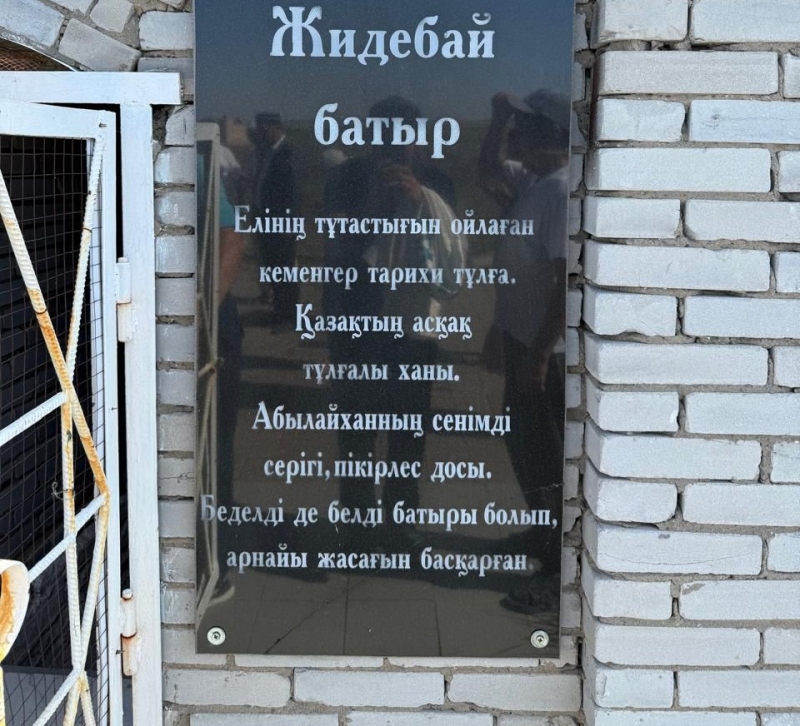 Жидебай
батыр
Елінің тұтастығын ойлаған
кеменгер тарихи тұлға.
Қазақтың асқақ
тұлғалы ханы.
Абылайханның сенімді
серігі, пікірлес досы.
Беделді де белді батыры болып,
арнайы жасағын басқарған.